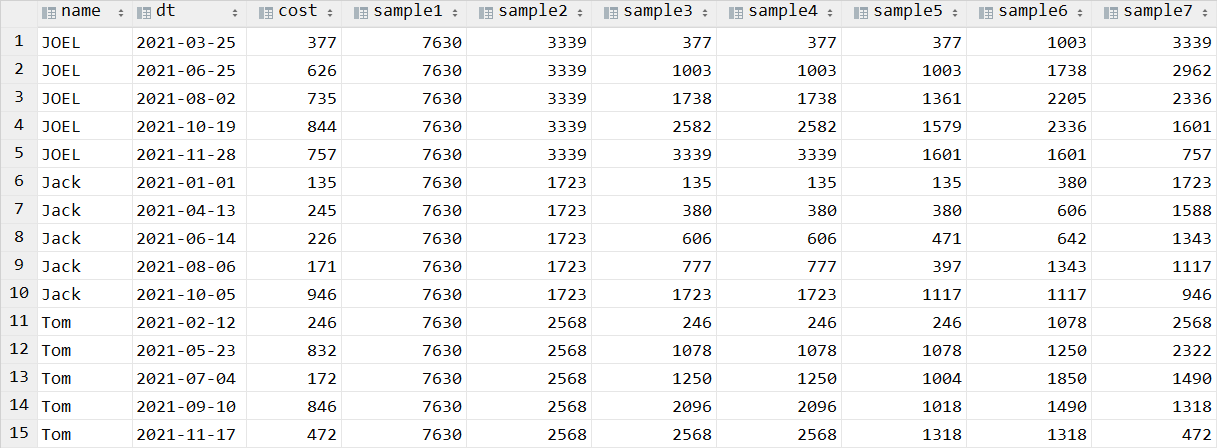 name dt cost sample1 sample2 sample3 sample4 sample5 sample6 sample7
1 JOEL 2021-03-25 377 7630 3339 377 377 377 1003 3339
2 JOEL 2021-06-25 626 7630 3339 1003 1003 1003 1738 2962
3 JOEL 2021-08-02 735 7630 3339 1738 1738 1361 2205 2336
4 JOEL 2021-10-19 844 7630 3339 2582 2582 1579 2336 1601
5 JOEL 2021-11-28 757 7630 3339 3339 3339 1601 1601 757
6 Jack 2021-01-01 135 7630 1723 135 135 135 380 1723
7 Jack 2021-04-13 245 7630 1723 380 380 380 606 1588
8 Jack 2021-06-14 226 7630 1723 606 606 471 642 1343
9 Jack 2021-08-06 171 7630 1723 777 777 397 1343 1117
10 Jack 2021-10-05 946 7630 1723 1723 1723 1117 1117 946
11 Tom 2021-02-12 246 7630 2568 246 246 246 1078 2568
12 Tom 2021-05-23 832 7630 2568 1078 1078 1078 1250 2322
13 Tom 2021-07-04 172 7630 2568 1250 1250 1004 1850 1490
14 Tom 2021-09-10 846 7630 2568 2096 2096 1018 1490 1318
15 Tom 2021-11-17 472 7630 2568 2568 2568 1318 1318 472